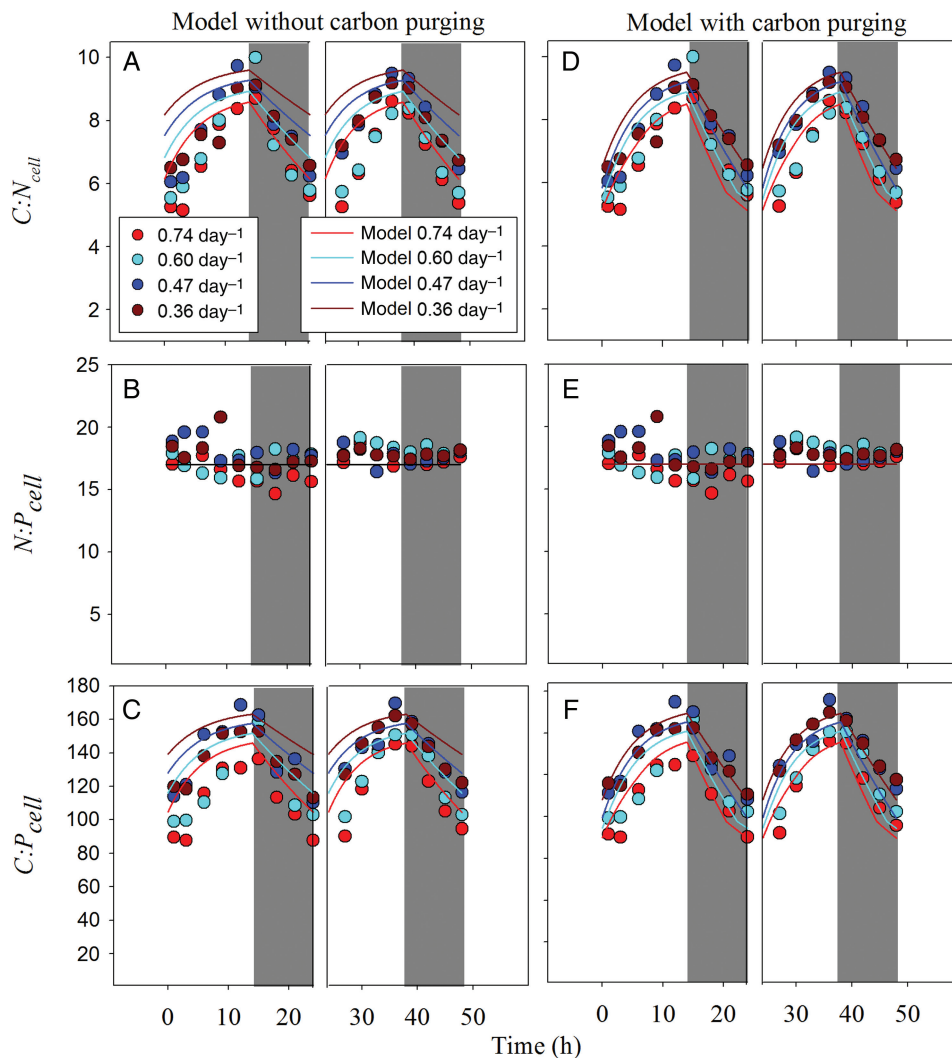 Model without carbon purging
Model with carbon purging
A
D
10
8
6
4
2
C:N_cell
0.74 day⁻¹
0.60 day⁻¹
0.47 day⁻¹
0.36 day⁻¹
Model 0.74 day⁻¹
Model 0.60 day⁻¹
Model 0.47 day⁻¹
Model 0.36 day⁻¹
B
E
25
20
15
10
5
N:P_cell
C
F
180
160
140
120
100
80
60
40
20
C:P_cell
0 10 20 30 40 50
0 10 20 30 40 50
Time (h)